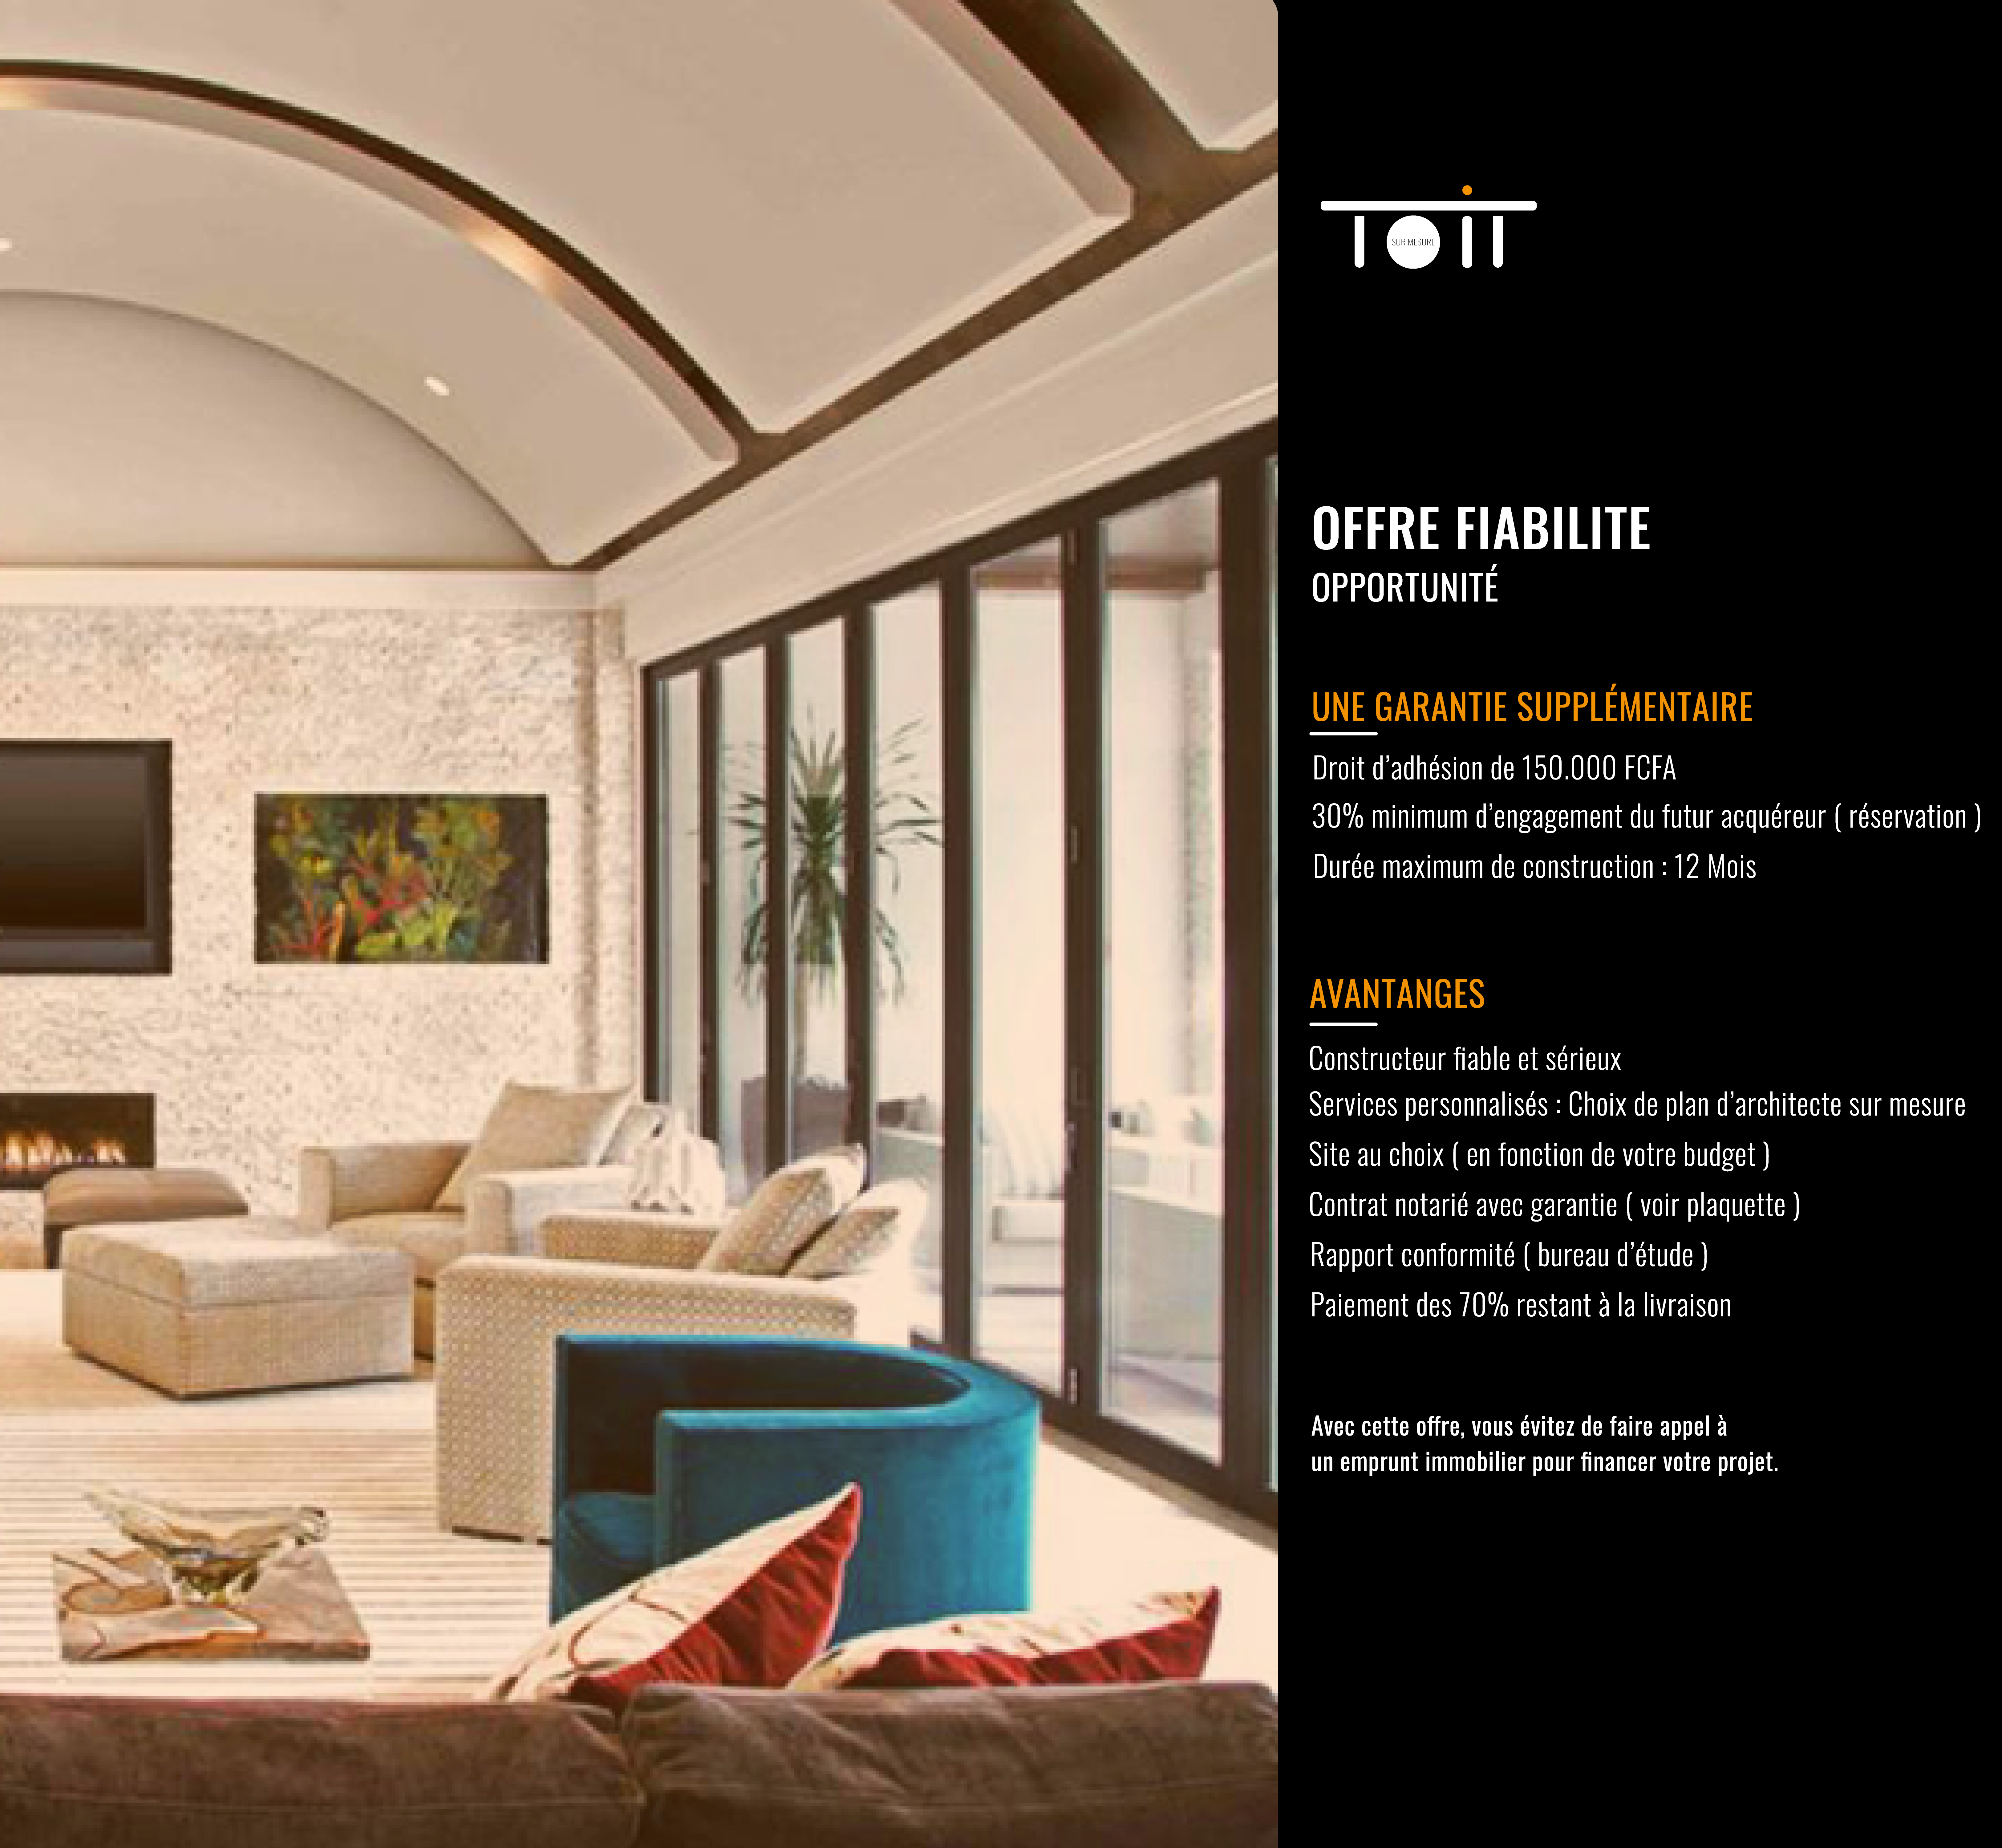 TOIT
SUR MESURE
OFFRE FIABILITE
OPPORTUNITÉ
UNE GARANTIE SUPPLÉMENTAIRE
Droit d’adhésion de 150.000 FCFA
30% minimum d’engagement du futur acquéreur ( réservation )
Durée maximum de construction : 12 Mois
AVANTANGES
Constructeur fiable et sérieux
Services personnalisés : Choix de plan d’architecte sur mesure
Site au choix ( en fonction de votre budget )
Contrat notarié avec garantie ( voir plaquette )
Rapport conformité ( bureau d’étude )
Paiement des 70% restant à la livraison
Avec cette offre, vous évitez de faire appel à
un emprunt immobilier pour financer votre projet.